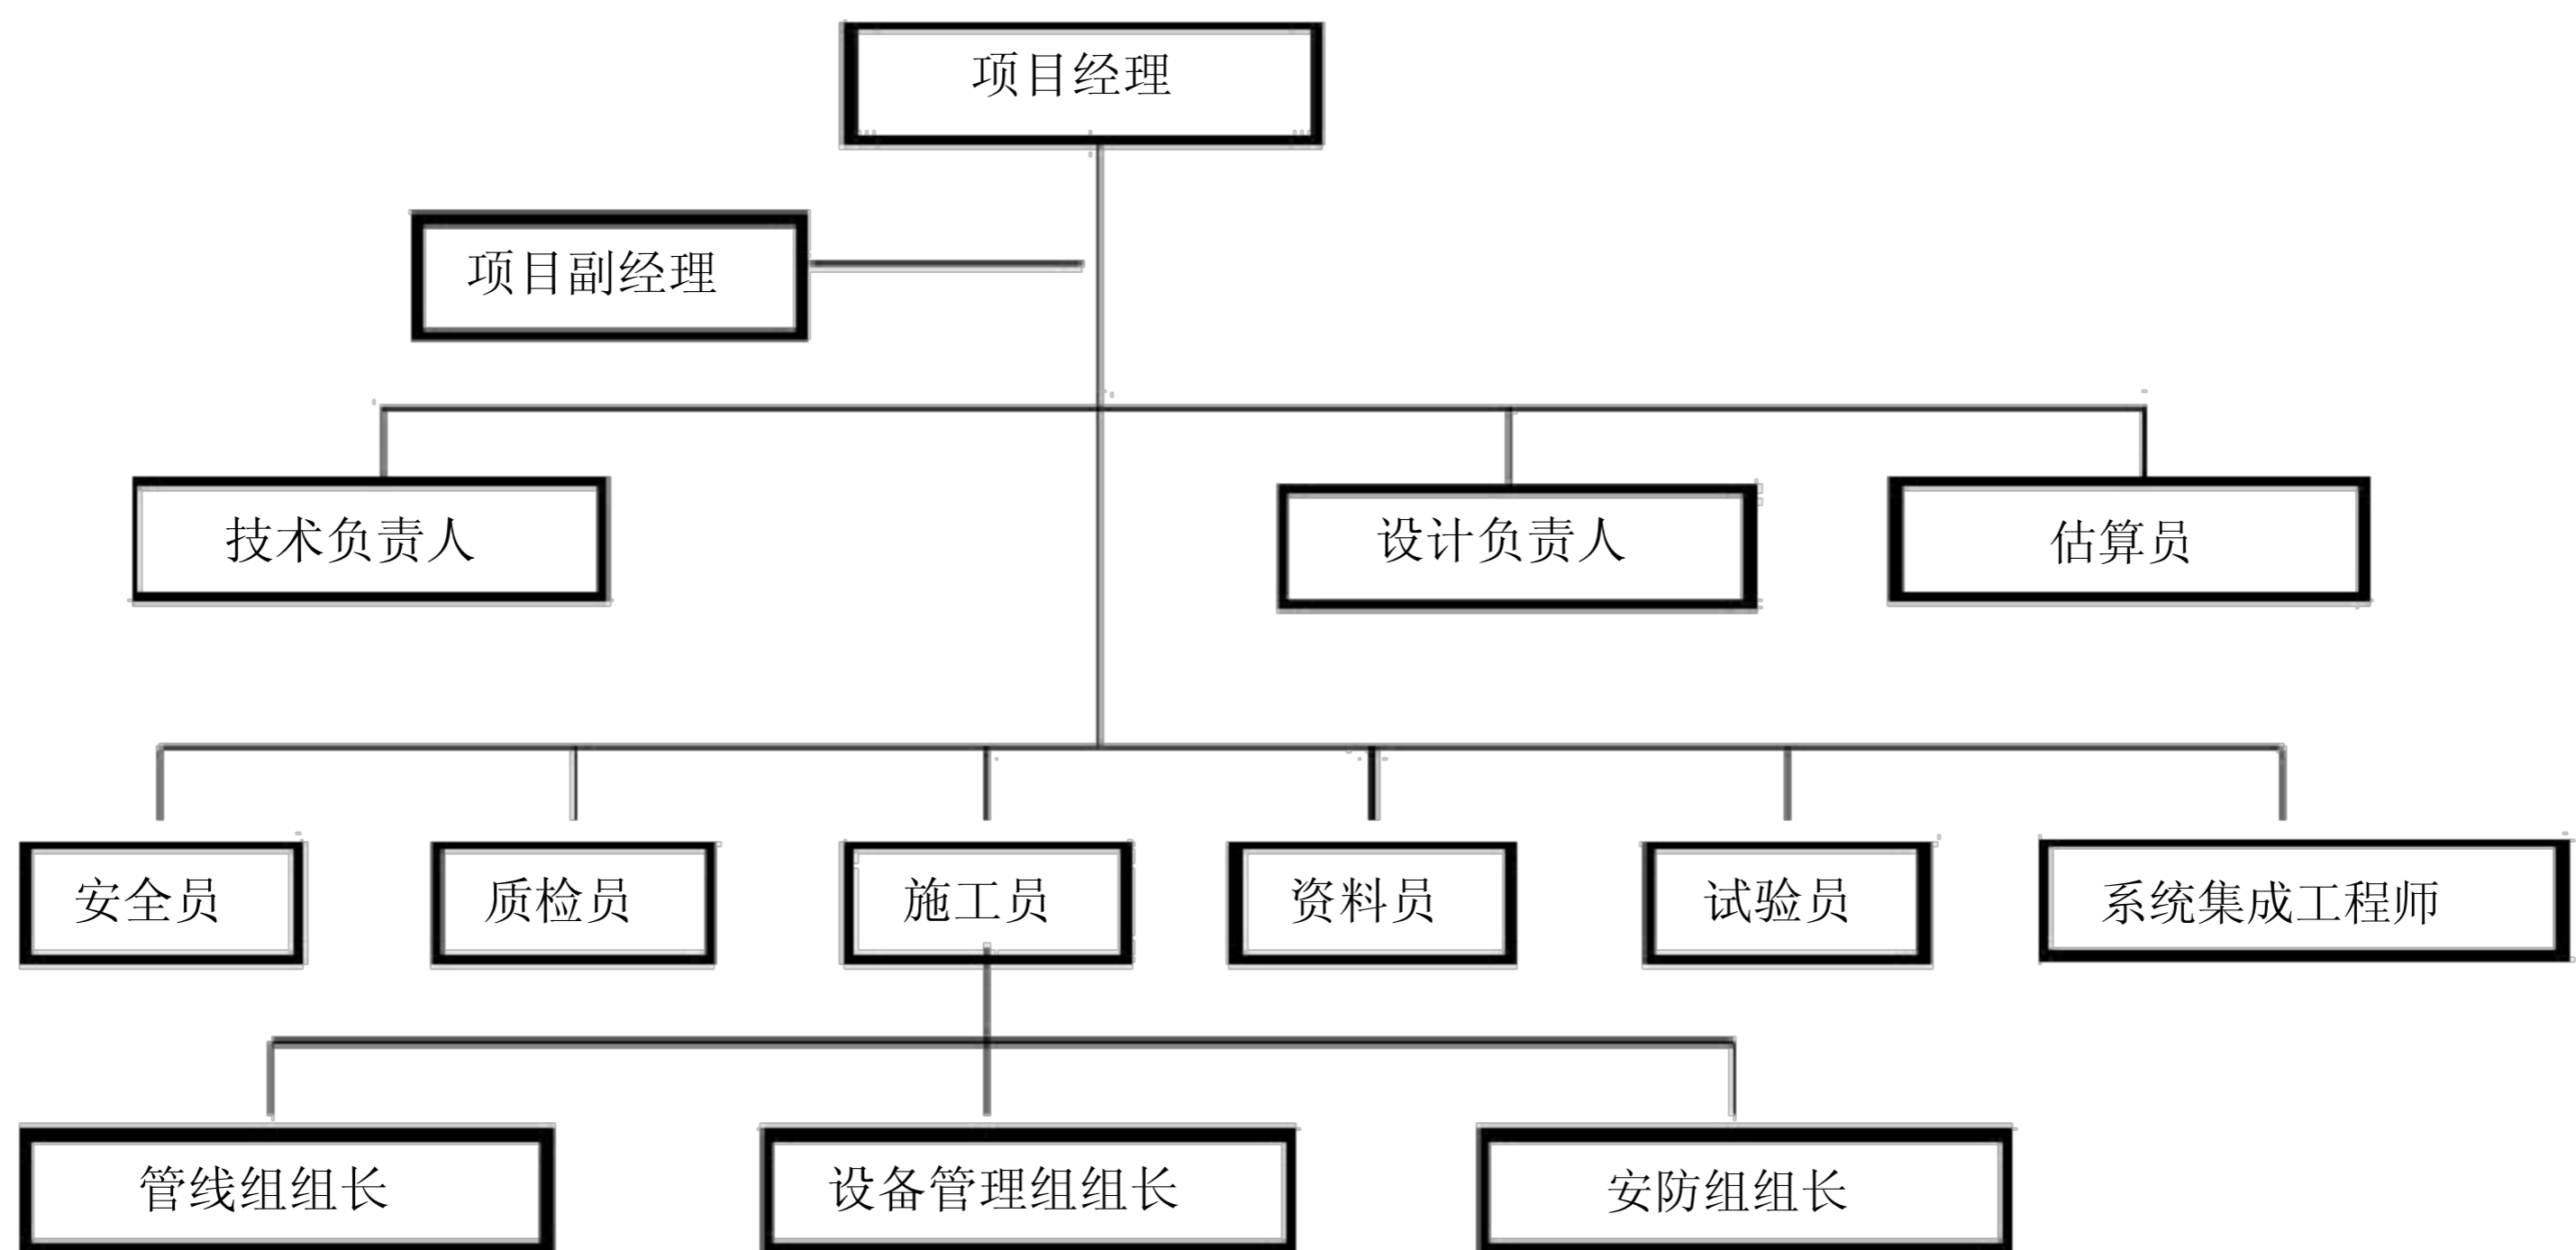 项目经理
项目副经理
技术负责人
设计负责人
估算员
安全员
质检员
施工员
资料员
试验员
系统集成工程师
管线组组长
设备管理组组长
安防组组长